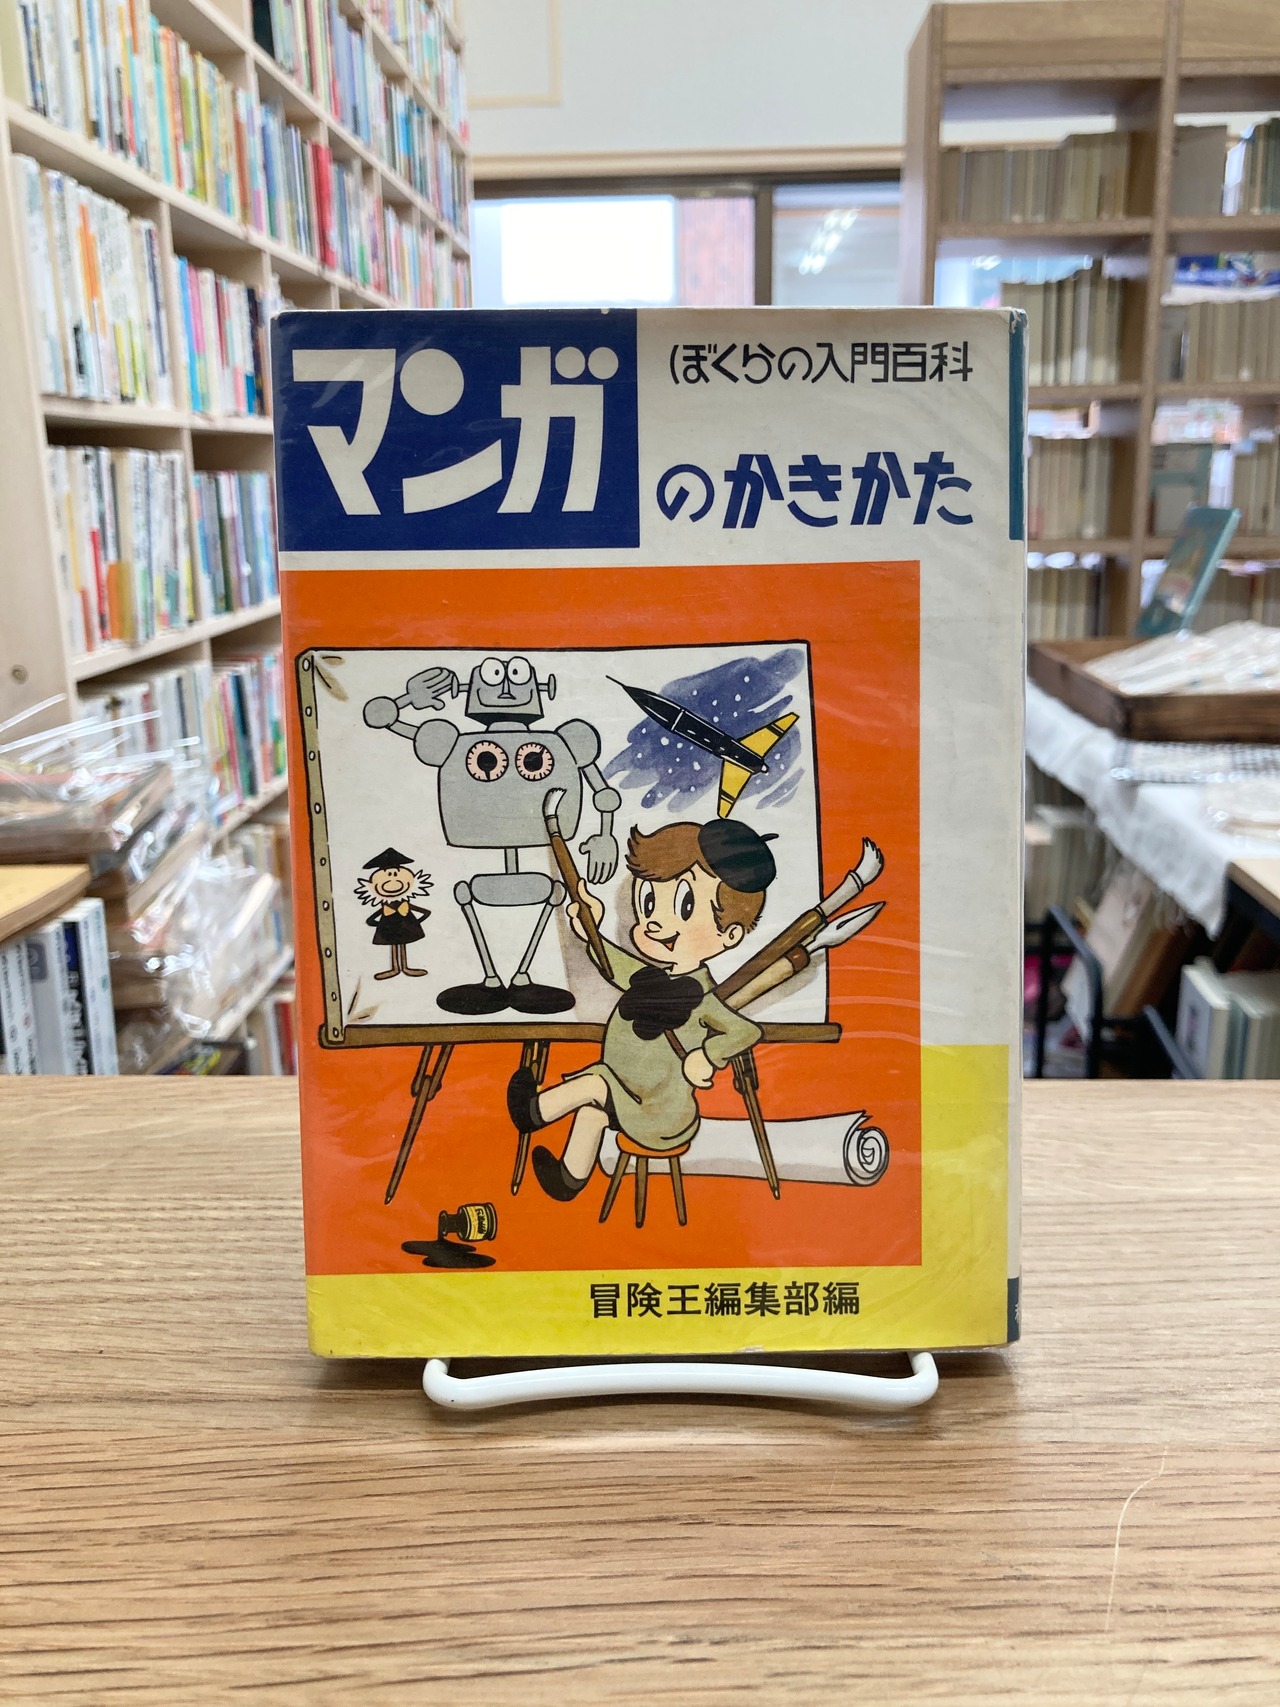 ぼくらの入門百科
マンガ
のかきかた
冒険王編集部編